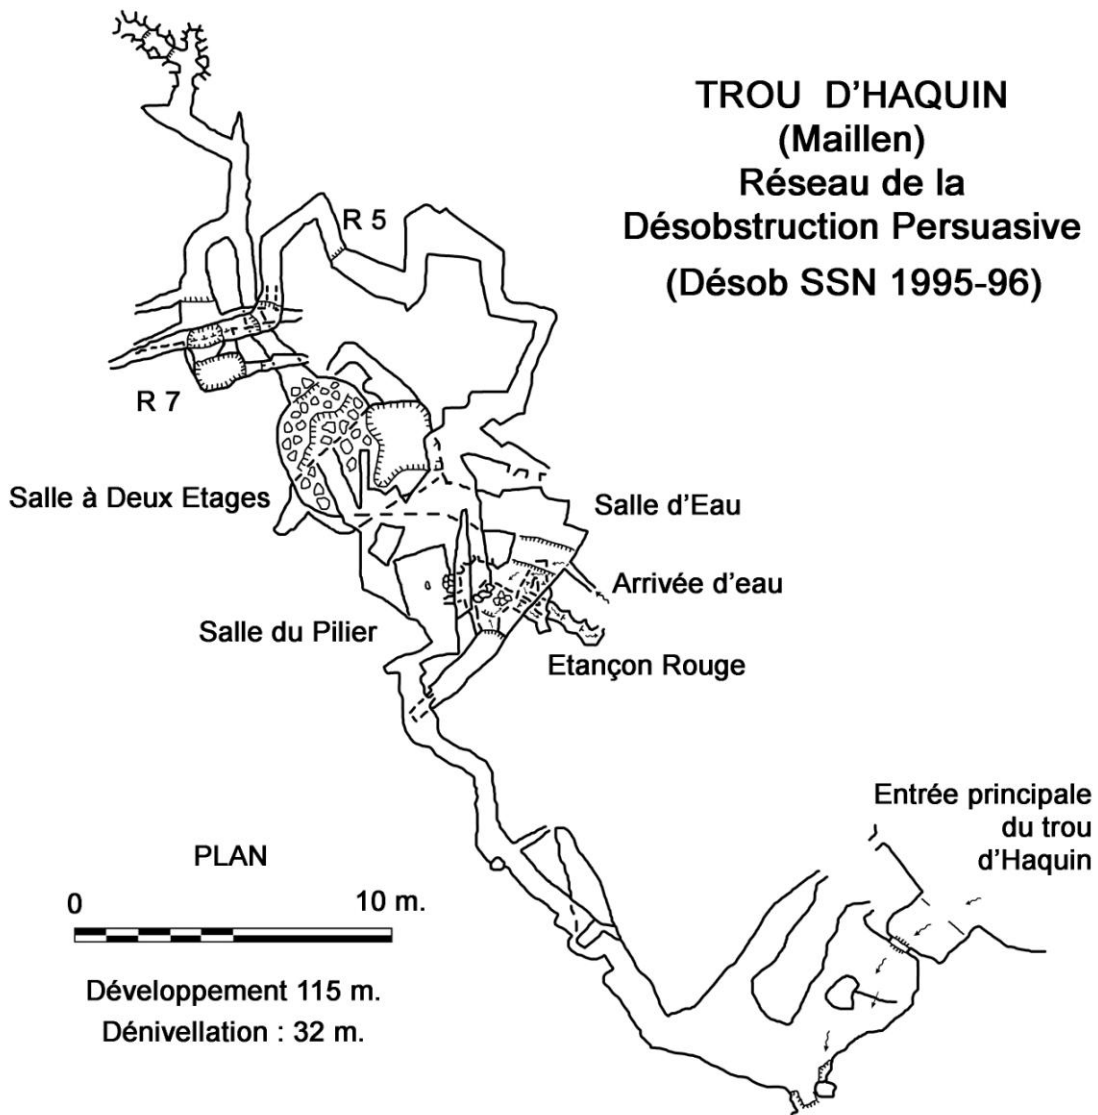 TROU D'HAQUIN
(Maillen)
Réseau de la
Désobstruction Persuasive
(Désob SSN 1995-96)
R 5
R 7
Salle à Deux Etages
Salle d'Eau
Arrivée d'eau
Salle du Pilier
Etançon Rouge
Entrée principale
du trou
d'Haquin
PLAN
0 10 m.
Développement 115 m.
Dénivellation : 32 m.